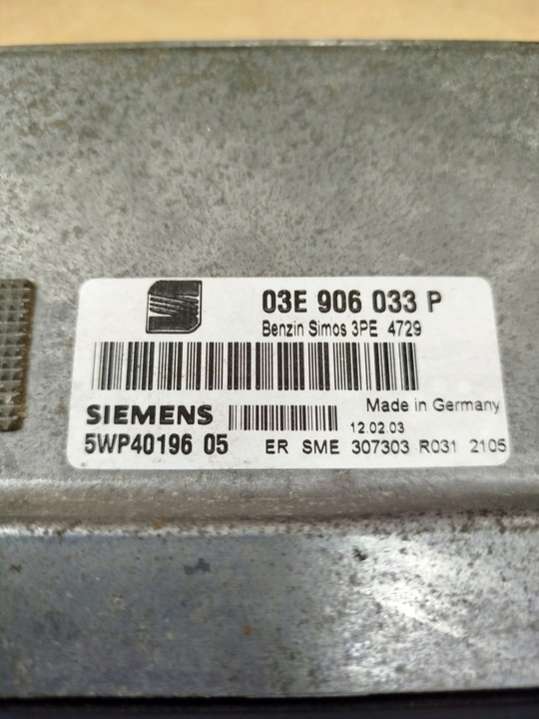 03E 906 033 P
Benzin Simos 3PE 4729
SIEMENS
Made in Germany
12.02.03
5WP40196 05 ER SME 307303 R031 2105